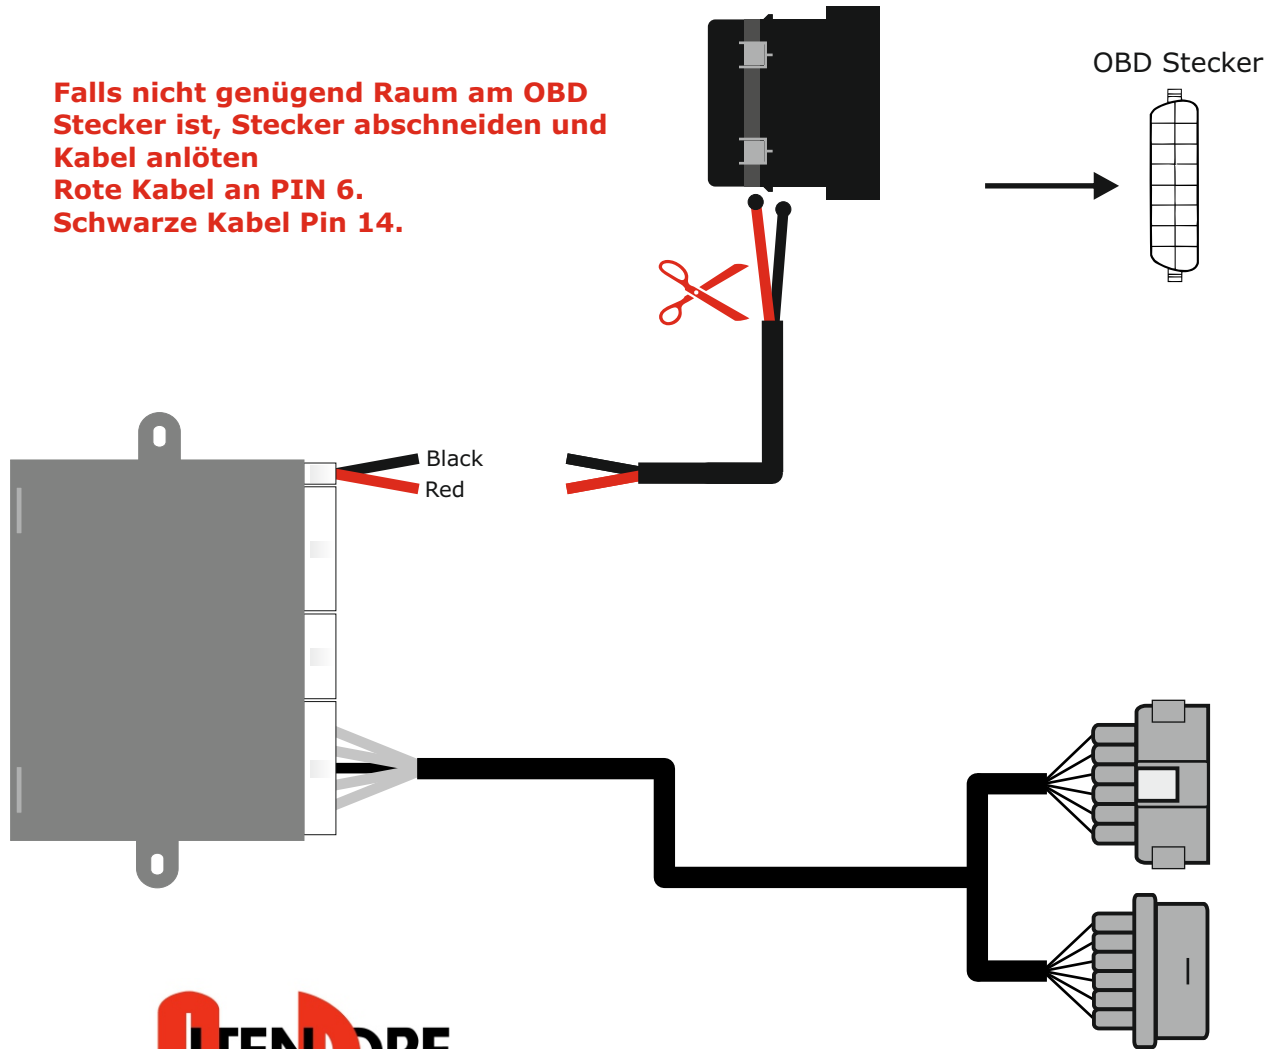 Falls nicht genügend Raum am OBD
Stecker ist, Stecker abschneiden und
Kabel anlöten
Rote Kabel an PIN 6.
Schwarze Kabel Pin 14.
OBD Stecker
Black
Red